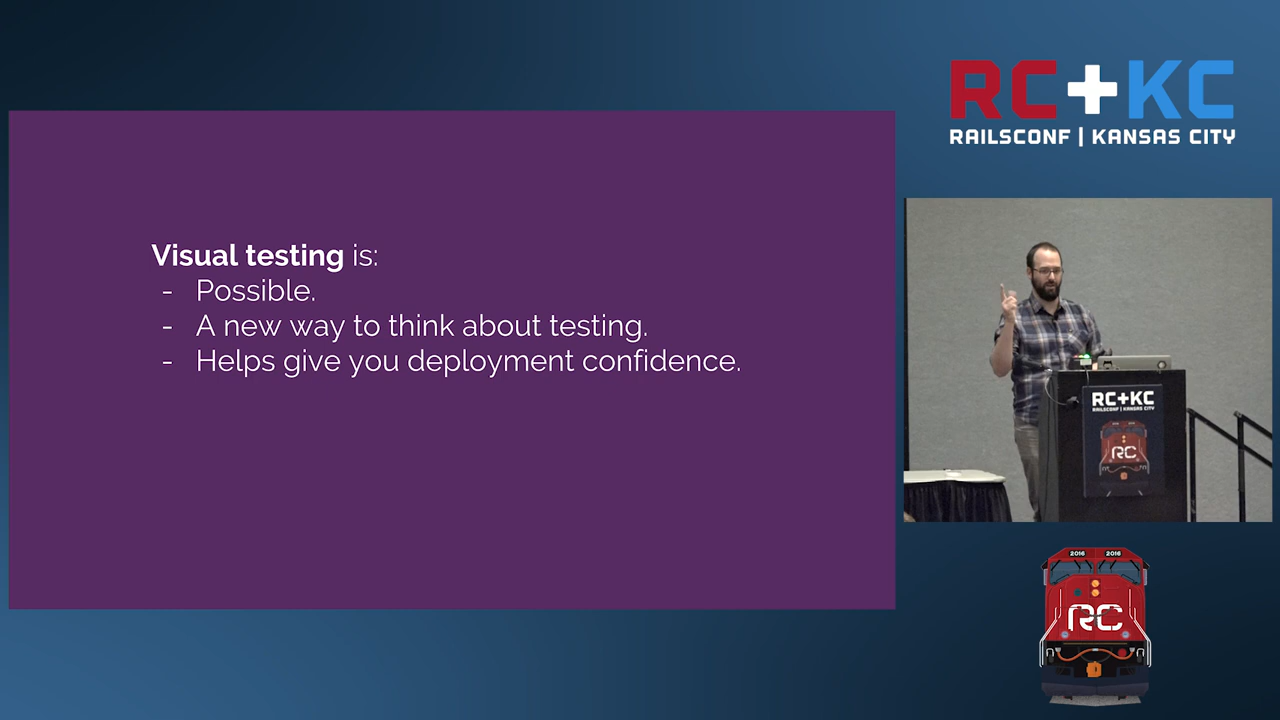 RC+KC
RAILSCONF | KANSAS CITY
Visual testing is:
- Possible.
- A new way to think about testing.
- Helps give you deployment confidence.
RC+KC
RAILSCONF | KANSAS CITY
RC
2016 2016
RC